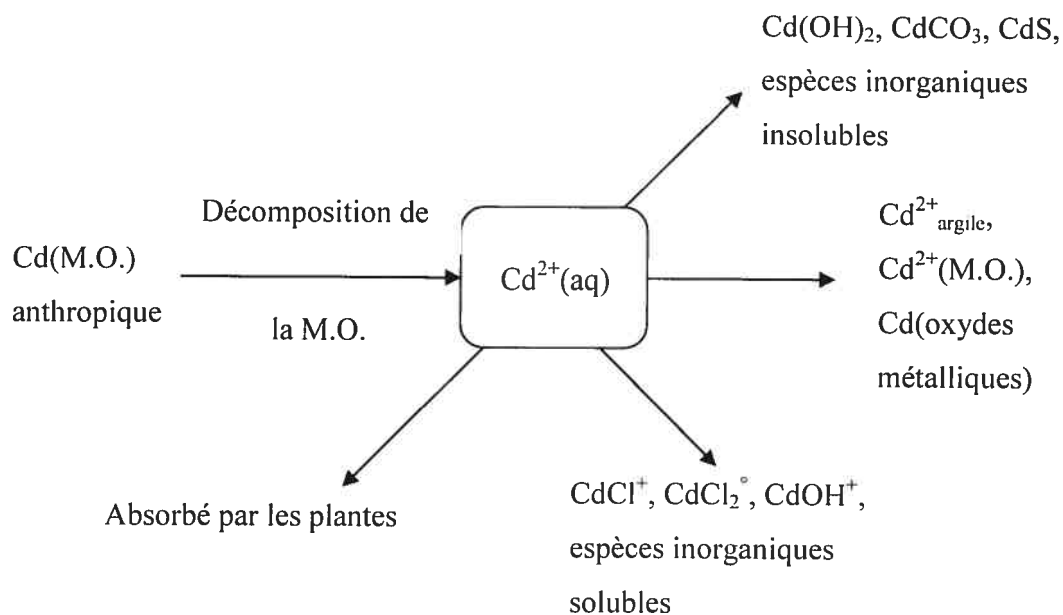 Cd(OH)₂, CdCO₃, CdS,
espèces inorganiques
insolubles
Décomposition de
la M.O.
Cd(M.O.)
anthropique
Cd²⁺(aq)
Cd²⁺argile,
Cd²⁺(M.O.),
Cd(oxydes
métalliques)
Absorbé par les plantes
CdCl⁺, CdCl₂°, CdOH⁺,
espèces inorganiques
solubles